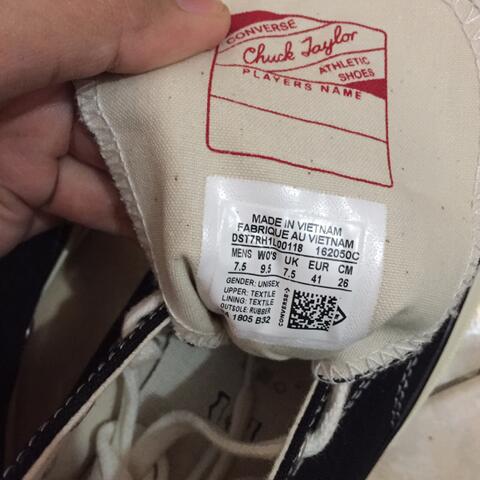 CONVERSE
Chuck Taylor
ATHLETIC
SHOES
PLAYERS NAME
MADE IN VIETNAM
FABRIQUE AU VIETNAM
DST7RH1L00118 162050C
MENS WO'S UK EUR CM
7.5 9.5 7.5 41 26
GENDER: UNISEX
UPPER: TEXTILE
LINING: TEXTILE
OUTSOLE: RUBBER
1805 B32
CONVERSE